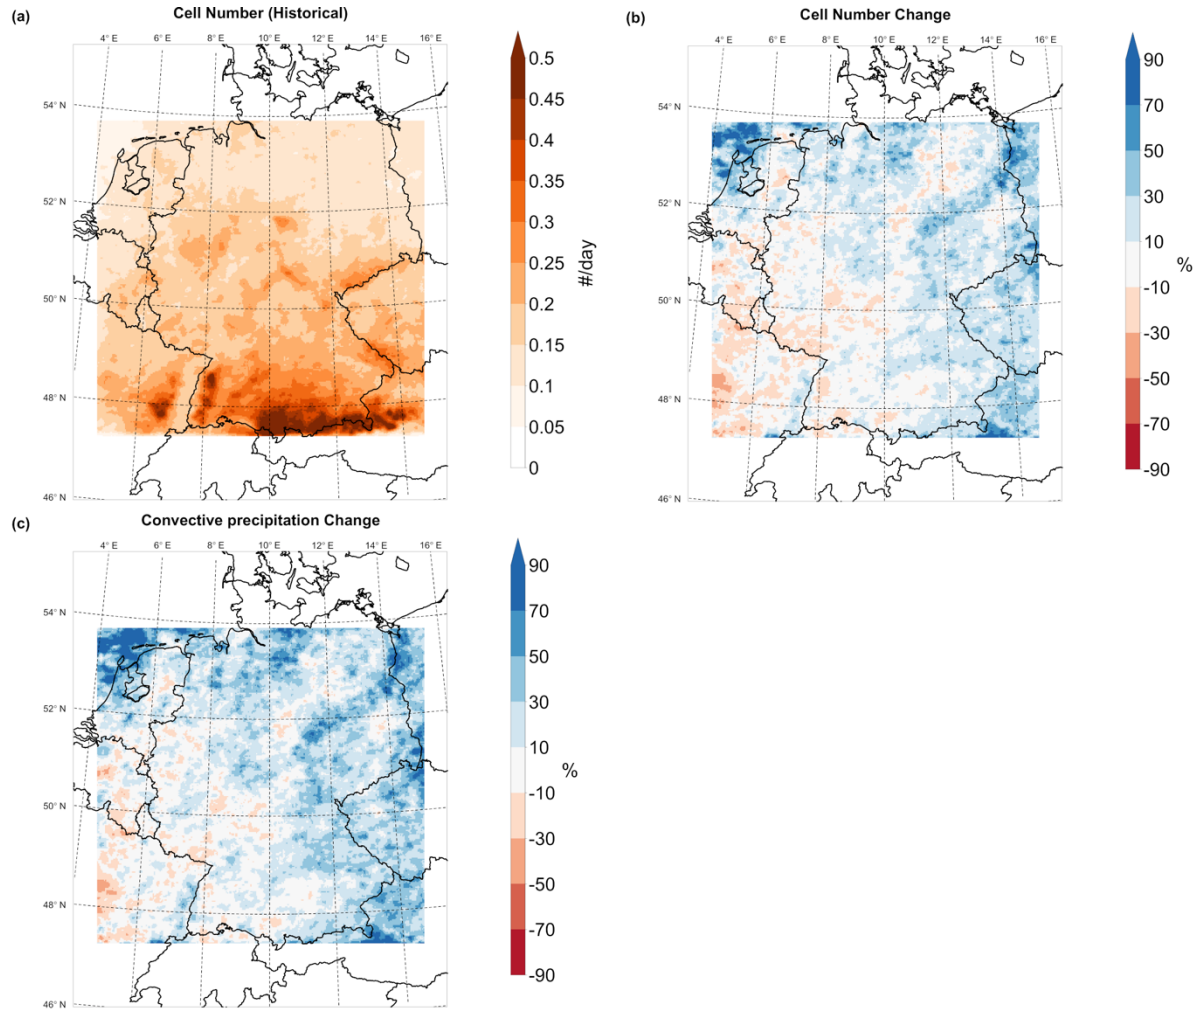 (a)
Cell Number (Historical)
4° E 6° E 8° E 10° E 12° E 14° E 16° E
54° N
52° N
50° N
48° N
46° N
0.5
0.45
0.4
0.35
0.3
0.25
0.2
0.15
0.1
0.05
0
#/day
(b)
Cell Number Change
4° E 6° E 8° E 10° E 12° E 14° E 16° E
54° N
52° N
50° N
48° N
46° N
90
70
50
30
10
-10
-30
-50
-70
-90
%
(c)
Convective precipitation Change
4° E 6° E 8° E 10° E 12° E 14° E 16° E
54° N
52° N
50° N
48° N
46° N
90
70
50
30
10
-10
-30
-50
-70
-90
%